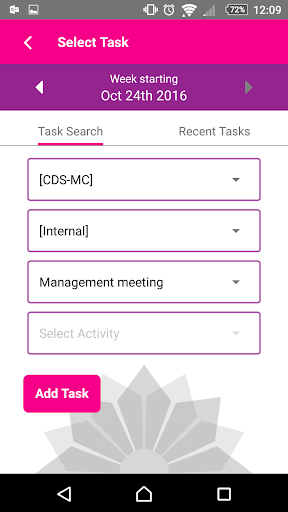 72% 12:09
Select Task
Week starting
Oct 24th 2016
Task Search Recent Tasks
[CDS-MC]
[Internal]
Management meeting
Select Activity
Add Task